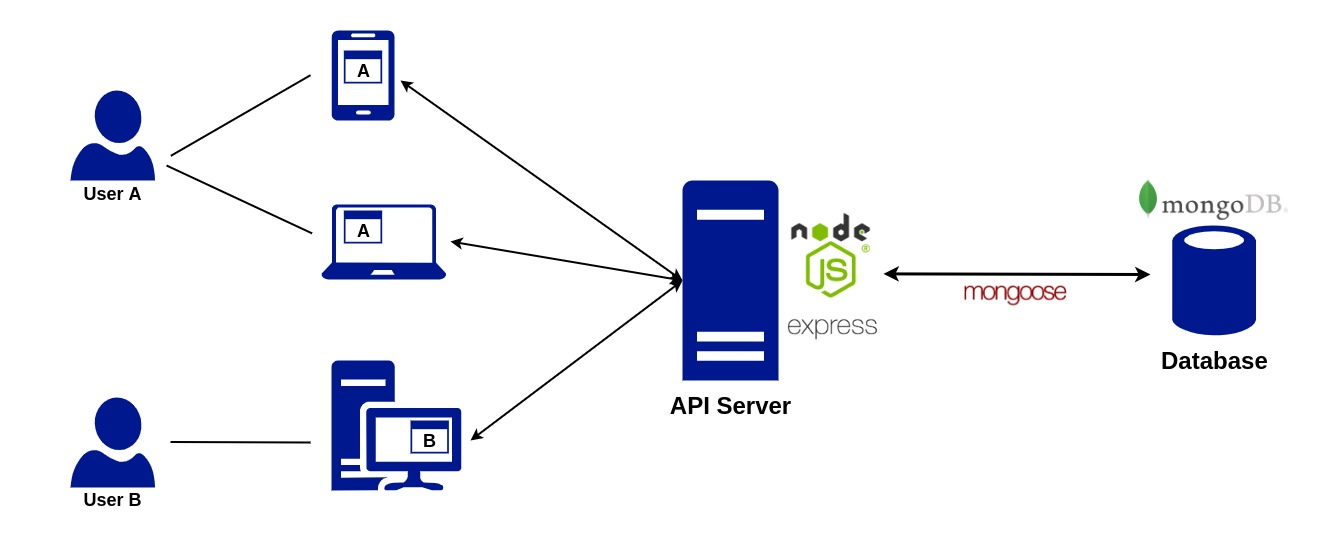 A
User A
A
node
JS
®
express
mongoDB®
mongoose
Database
API Server
B
User B